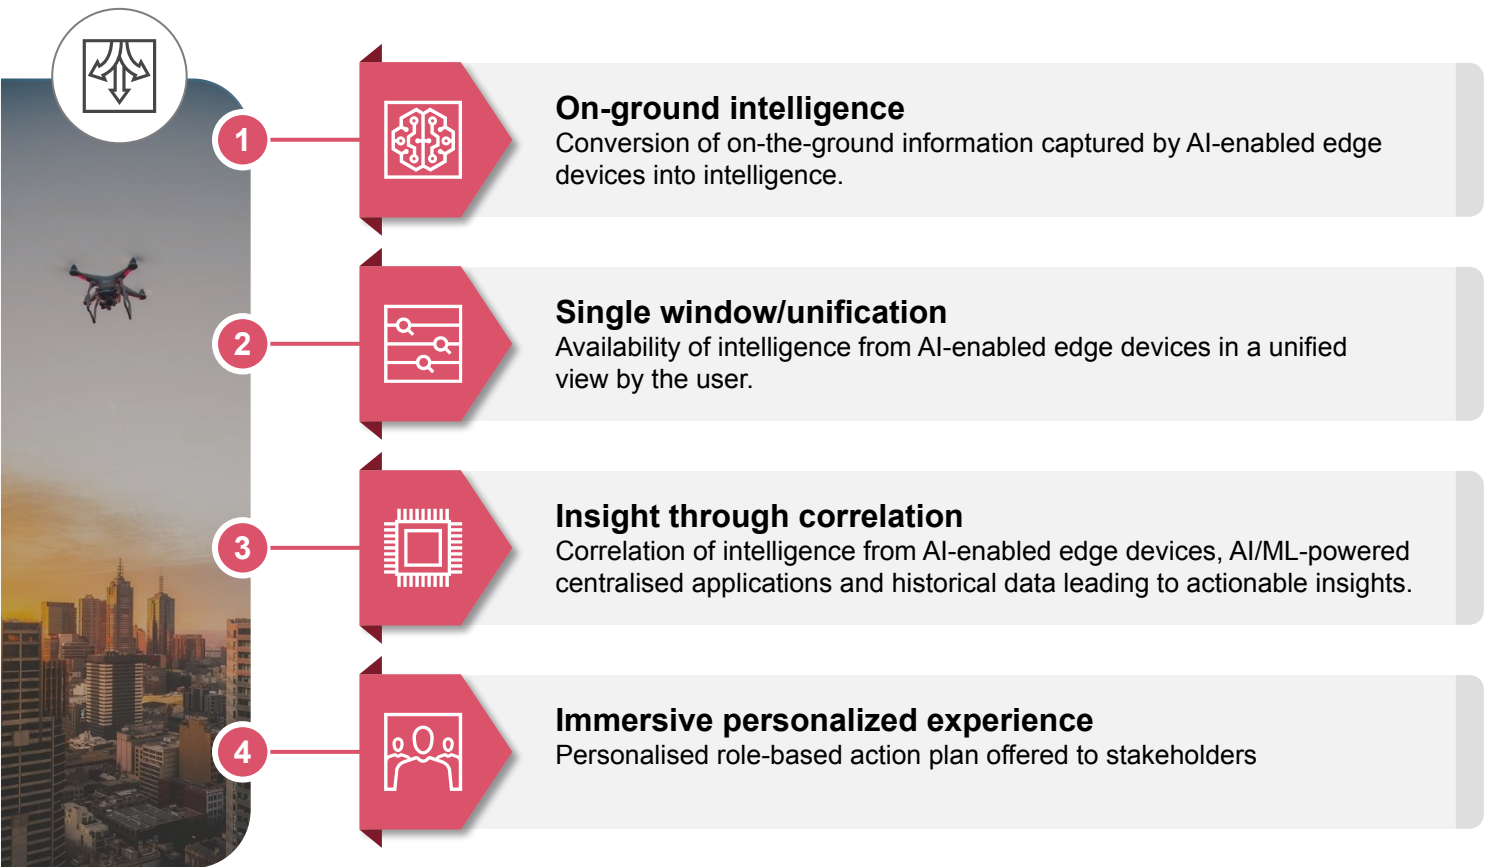 1
On-ground intelligence
Conversion of on-the-ground information captured by AI-enabled edge
devices into intelligence.
2
Single window/unification
Availability of intelligence from AI-enabled edge devices in a unified
view by the user.
3
Insight through correlation
Correlation of intelligence from AI-enabled edge devices, AI/ML-powered
centralised applications and historical data leading to actionable insights.
4
Immersive personalized experience
Personalised role-based action plan offered to stakeholders